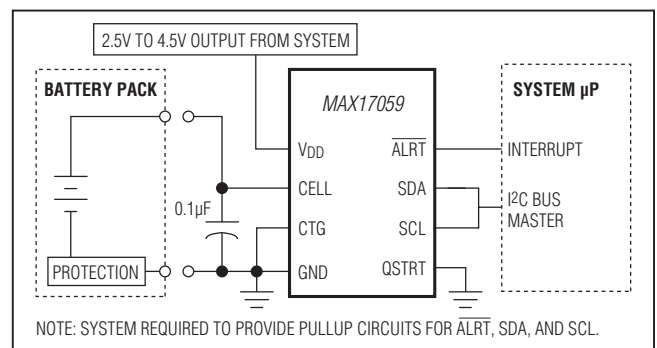 2.5V TO 4.5V OUTPUT FROM SYSTEM
BATTERY PACK
MAX17059
SYSTEM µP
VDD
ALRT
INTERRUPT
CELL
SDA
I2C BUS
MASTER
0.1µF
CTG
SCL
PROTECTION
GND
QSTRT
NOTE: SYSTEM REQUIRED TO PROVIDE PULLUP CIRCUITS FOR ALRT, SDA, AND SCL.